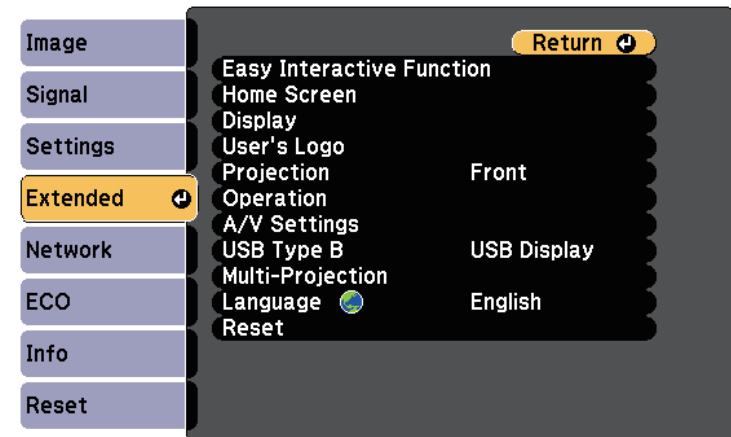 Image
Signal
Settings
Extended
Network
ECO
Info
Reset
Return
Easy Interactive Function
Home Screen
Display
User's Logo
Projection Front
Operation
A/V Settings
USB Type B USB Display
Multi-Projection
Language English
Reset